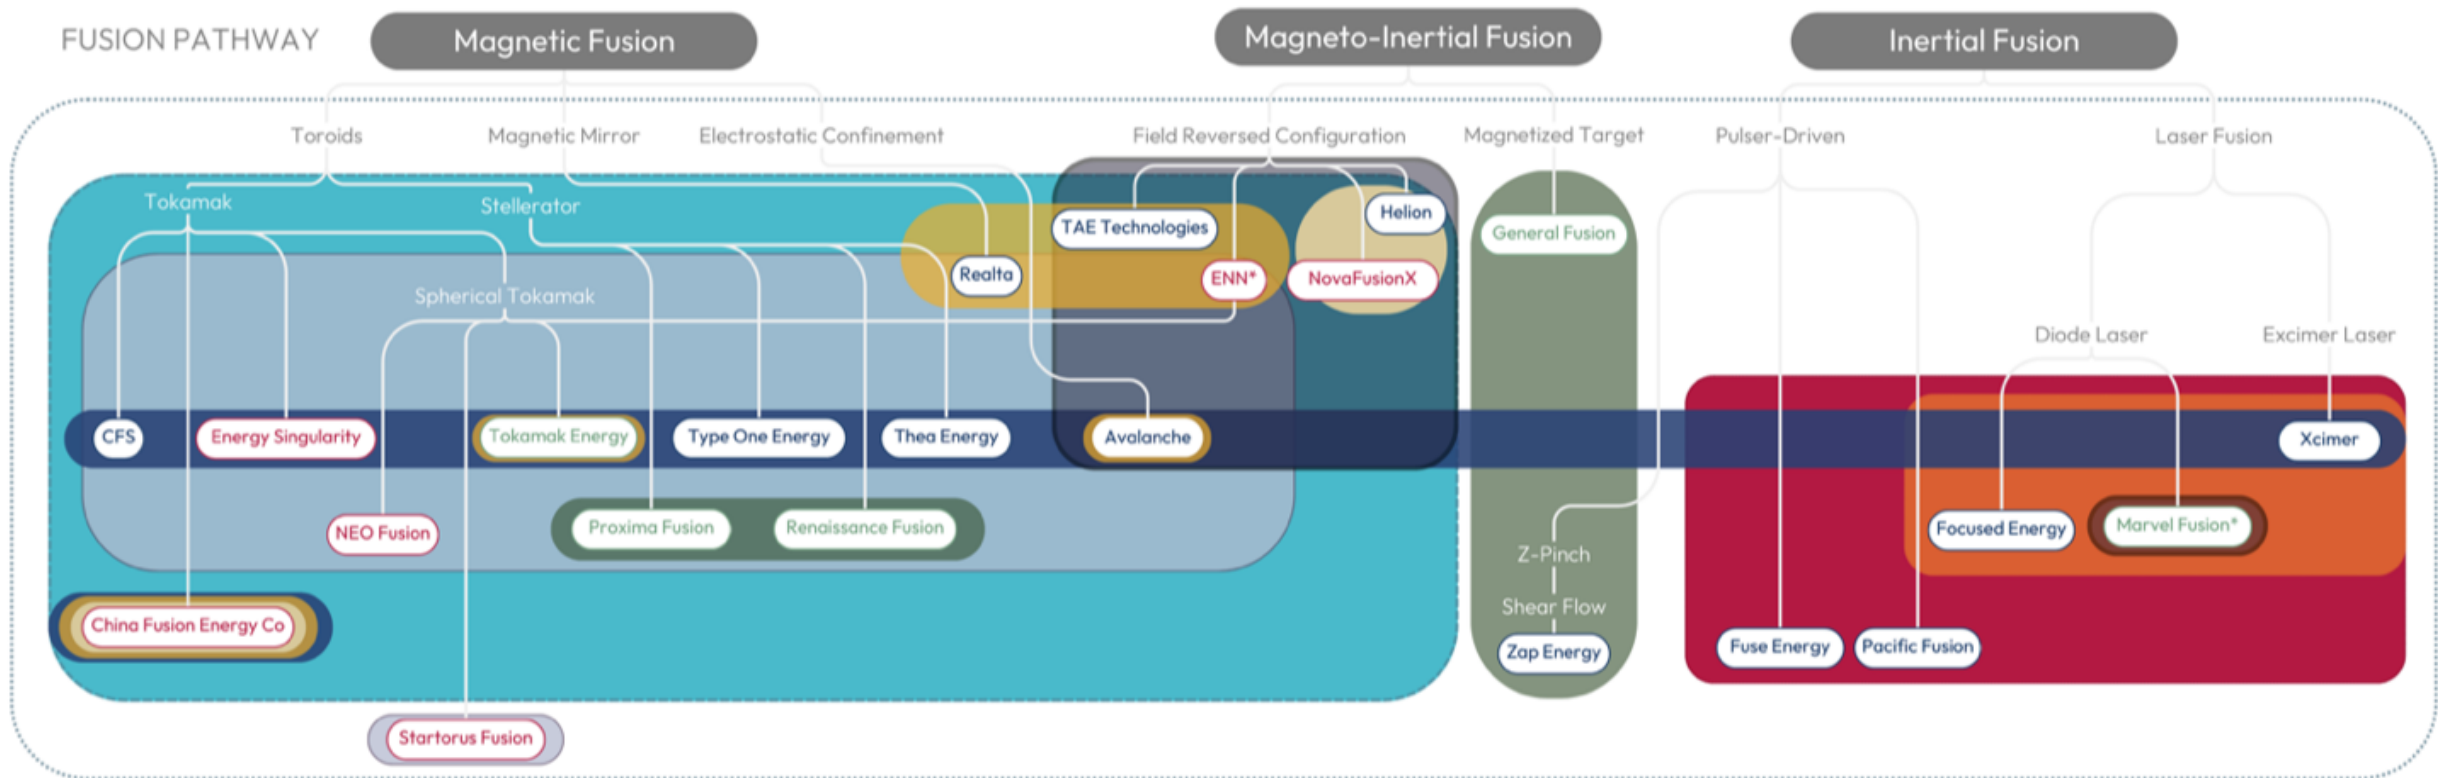 FUSION PATHWAY
Magnetic Fusion
Magneto-Inertial Fusion
Inertial Fusion
Toroids
Magnetic Mirror
Electrostatic Confinement
Field Reversed Configuration
Magnetized Target
Pulser-Driven
Laser Fusion
Tokamak
Stellerator
TAE Technologies
Helion
General Fusion
Realta
ENN*
NovaFusionX
Spherical Tokamak
Diode Laser
Excimer Laser
CFS
Energy Singularity
Tokamak Energy
Type One Energy
Thea Energy
Avalanche
Xcimer
NEO Fusion
Proxima Fusion
Renaissance Fusion
Focused Energy
Marvel Fusion*
Z-Pinch
Shear Flow
China Fusion Energy Co
Zap Energy
Fuse Energy
Pacific Fusion
Startorus Fusion